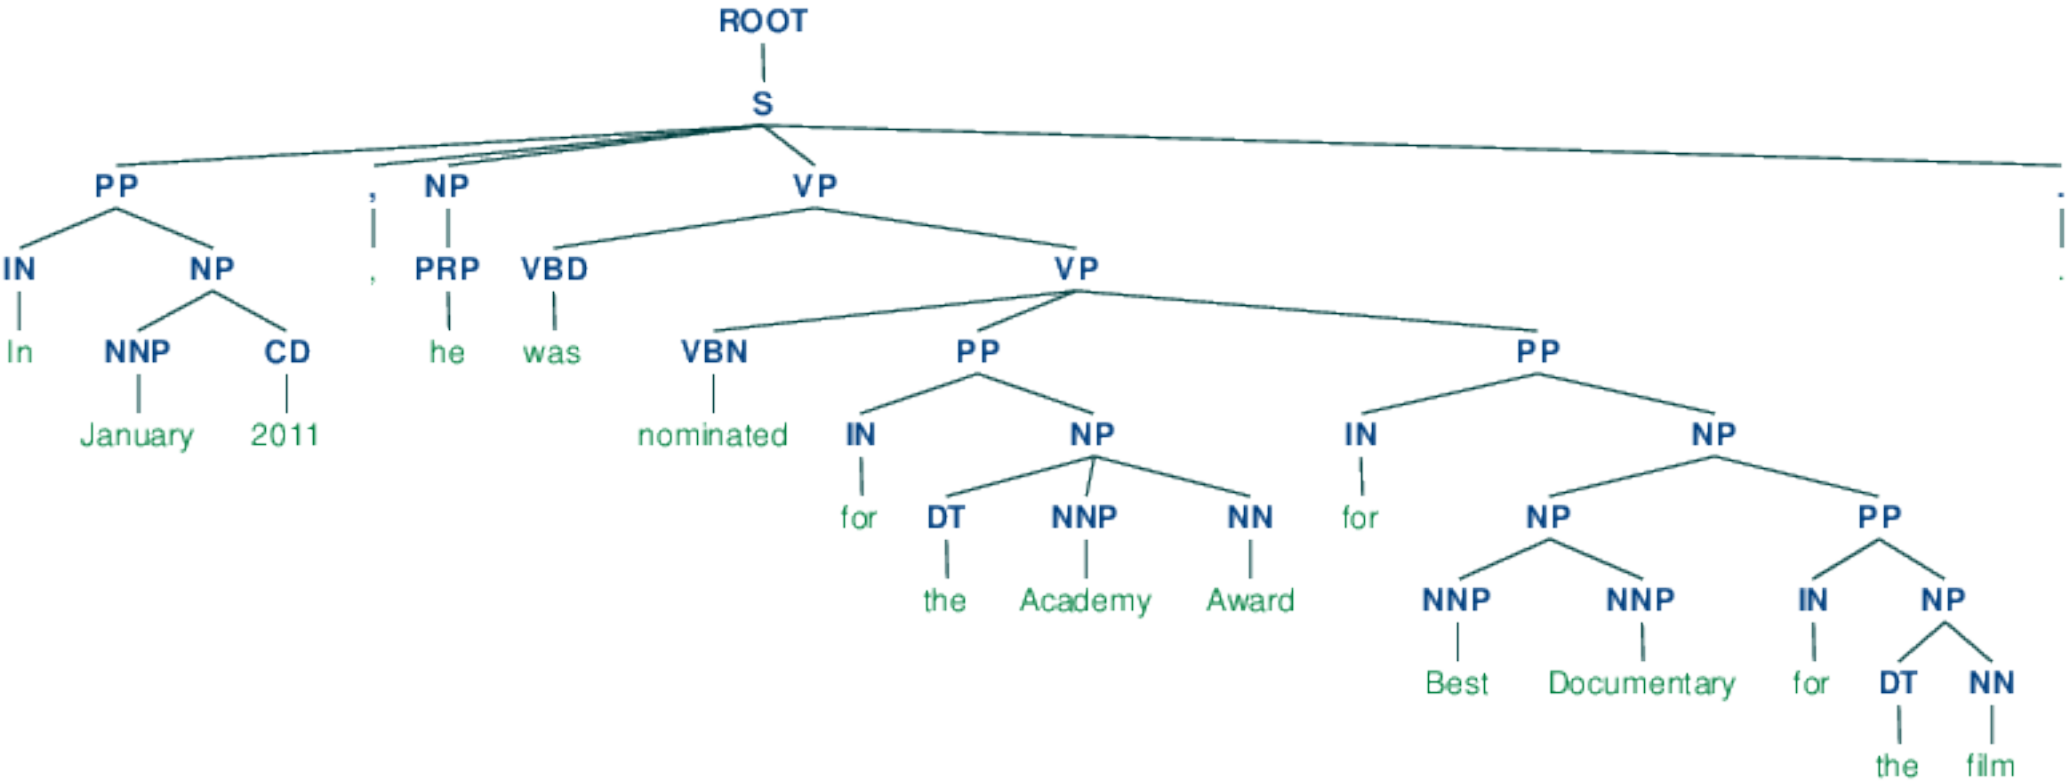 ROOT
S
PP , NP VP .
IN NP , PRP VBD VP .
In NNP CD he was VBN PP PP
January 2011 nominated IN NP IN NP
for DT NNP NN for NP PP
the Academy Award NNP NNP IN NP
Best Documentary for DT NN
the film